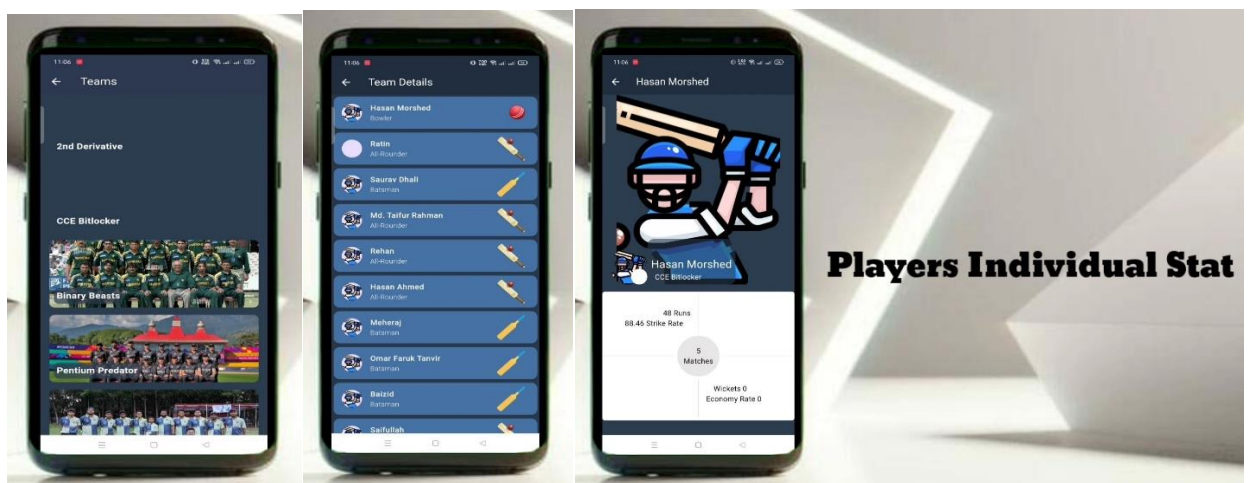 11:06
Teams
2nd Derivative
CCE Bitlocker
Binary Beasts
Pentium Predator
11:06
Team Details
Hasan Morshed
Bowler
Ratin
All-Rounder
Saurav Dhali
Batsman
Md. Taifur Rahman
All-Rounder
Rehan
All-Rounder
Hasan Ahmed
All-Rounder
Meheraj
Batsman
Omar Faruk Tanvir
Batsman
Baizid
Batsman
Saifullah
11:06
Hasan Morshed
Hasan Morshed
CCE Bitlocker
48 Runs
88.46 Strike Rate
5
Matches
Wickets 0
Economy Rate 0
Players Individual Stat